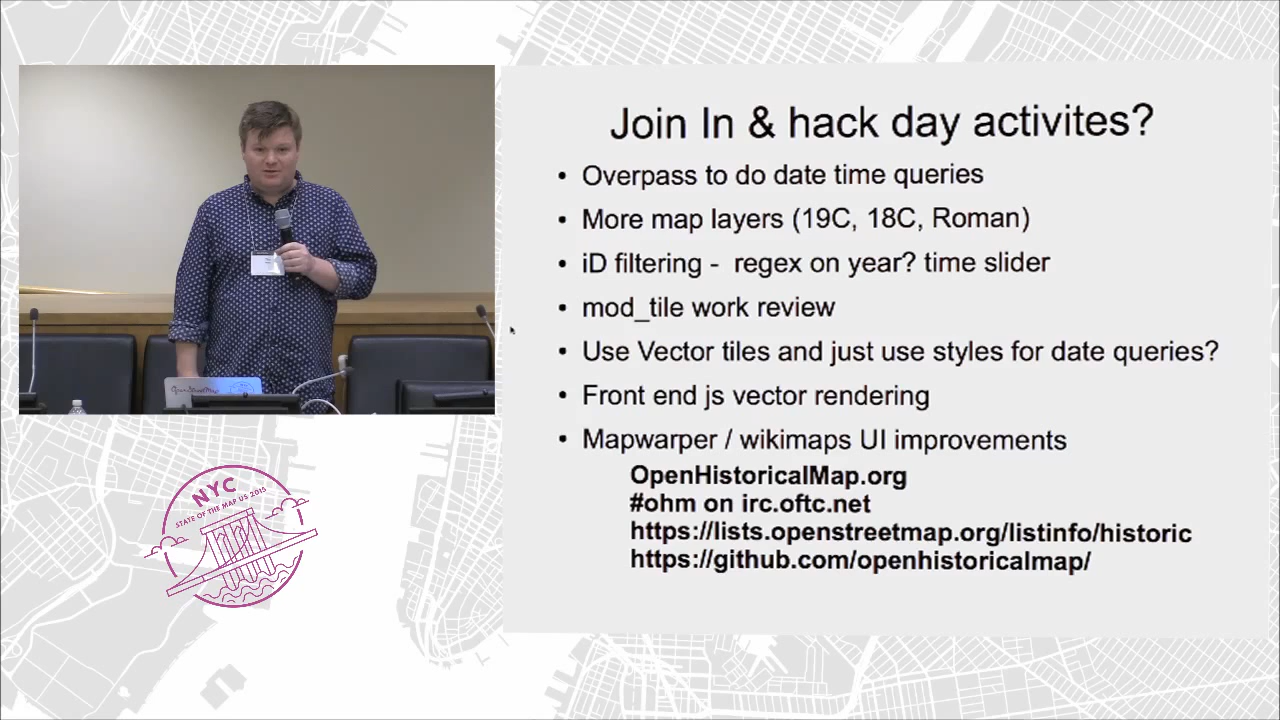 Join In & hack day activites?
• Overpass to do date time queries
• More map layers (19C, 18C, Roman)
• iD filtering - regex on year? time slider
• mod_tile work review
• Use Vector tiles and just use styles for date queries?
• Front end js vector rendering
• Mapwarper / wikimaps UI improvements
OpenHistoricalMap.org
#ohm on irc.oftc.net
https://lists.openstreetmap.org/listinfo/historic
https://github.com/openhistoricalmap/
OpenStreetMap
NYC
STATE OF THE MAP US 2015